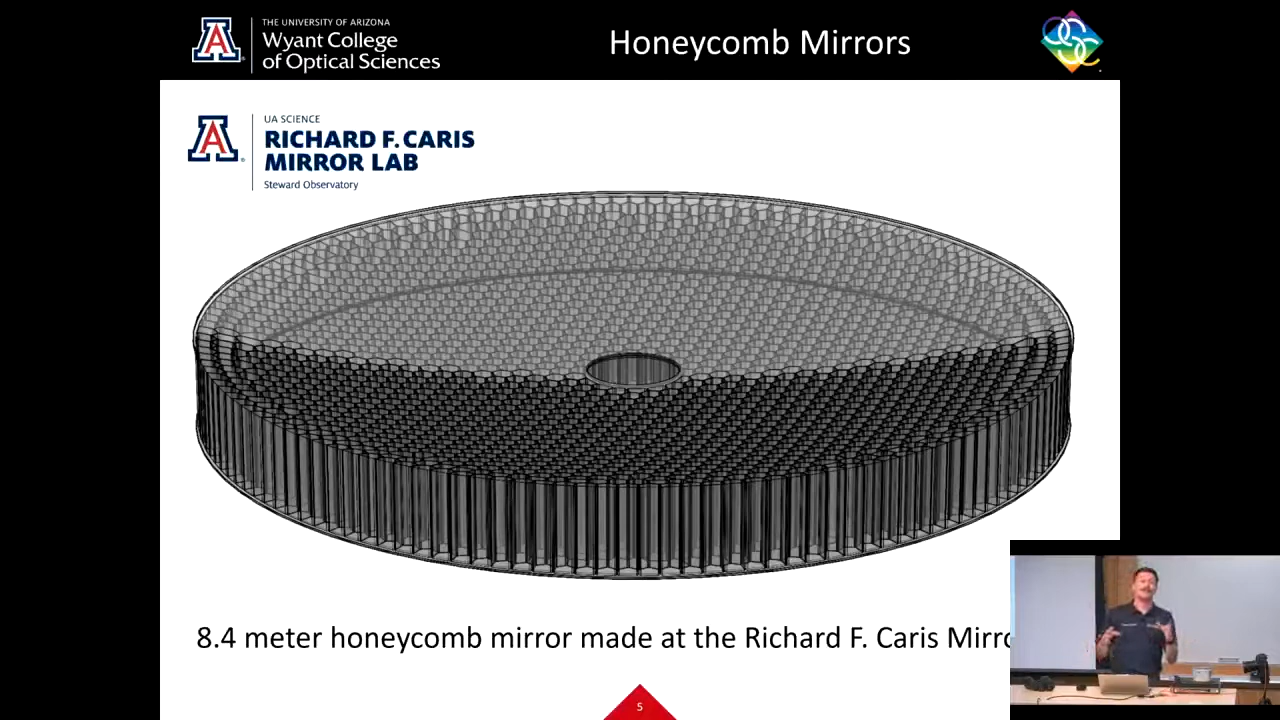 THE UNIVERSITY OF ARIZONA
Wyant College
of Optical Sciences
Honeycomb Mirrors
UA SCIENCE
RICHARD F. CARIS
MIRROR LAB
Steward Observatory
8.4 meter honeycomb mirror made at the Richard F. Caris
5